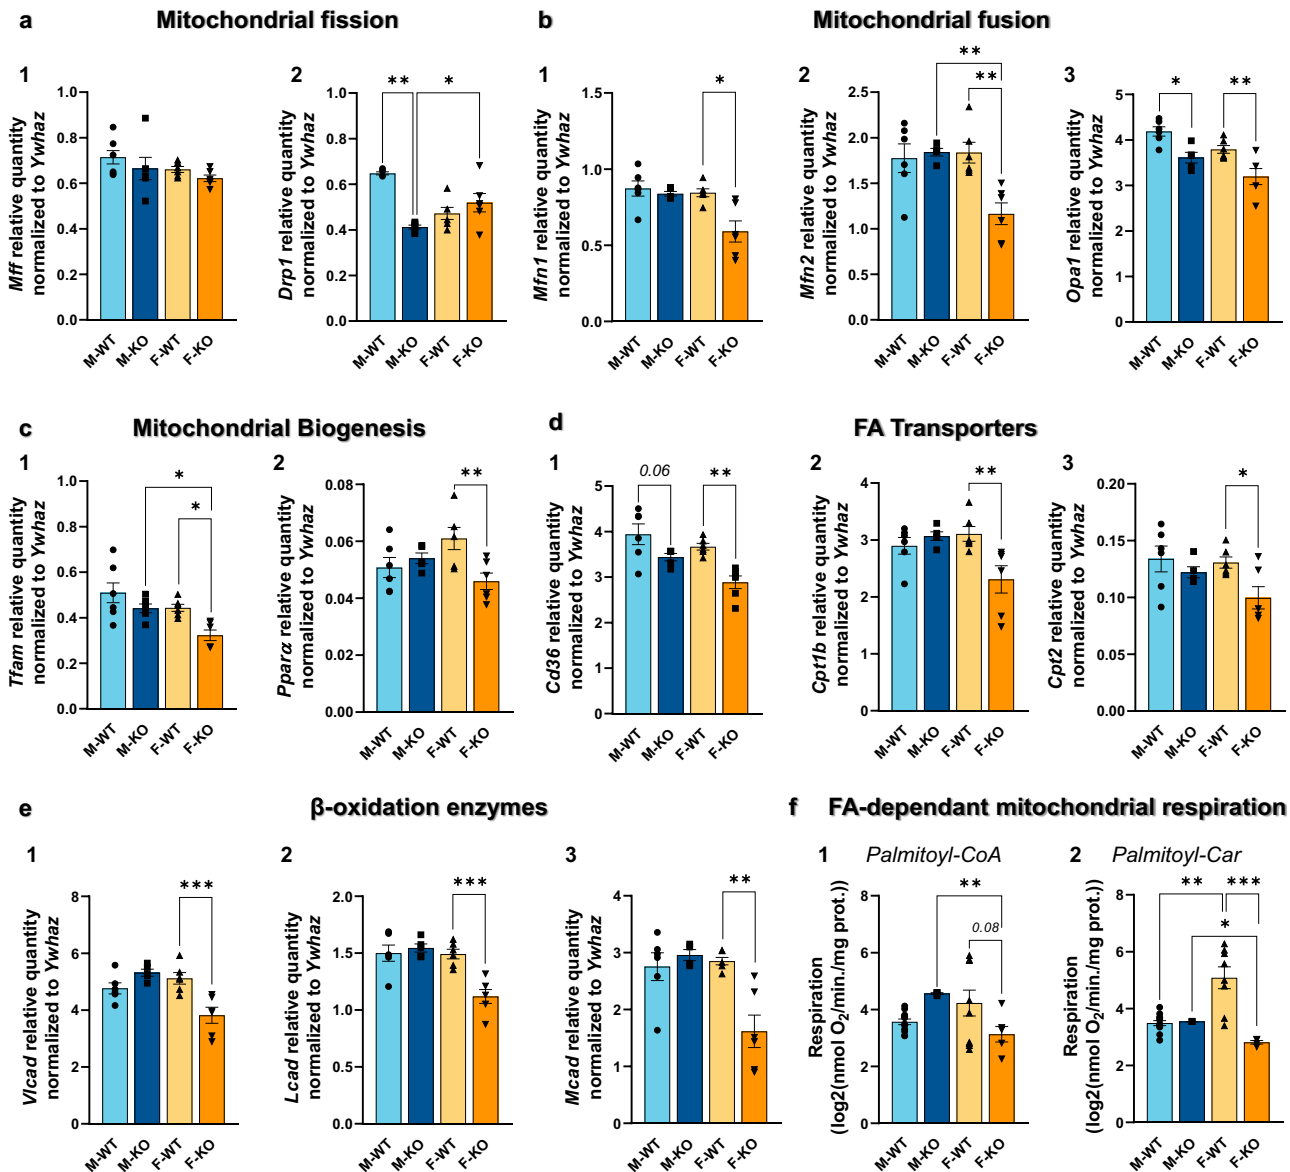 a Mitochondrial fission
1
Mff relative quantity
normalized to Ywhaz
1.0
0.8
0.6
0.4
0.2
0.0
M-WT M-KO F-WT F-KO
2
Drp1 relative quantity
normalized to Ywhaz
1.0
0.8
0.6
0.4
0.2
0.0
** *
M-WT M-KO F-WT F-KO
b Mitochondrial fusion
1
Mfn1 relative quantity
normalized to Ywhaz
1.5
1.0
0.5
0.0
*
M-WT M-KO F-WT F-KO
2
Mfn2 relative quantity
normalized to Ywhaz
2.5
2.0
1.5
1.0
0.5
0.0
**
**
M-WT M-KO F-WT F-KO
3
Opa1 relative quantity
normalized to Ywhaz
5
4
3
2
1
0
* **
M-WT M-KO F-WT F-KO
c Mitochondrial Biogenesis
1
Tfam relative quantity
normalized to Ywhaz
1.0
0.8
0.6
0.4
0.2
0.0
*
*
M-WT M-KO F-WT F-KO
2
Pparα relative quantity
normalized to Ywhaz
0.08
0.06
0.04
0.02
0.00
**
M-WT M-KO F-WT F-KO
d FA Transporters
1
Cd36 relative quantity
normalized to Ywhaz
5
4
3
2
1
0
0.06 **
M-WT M-KO F-WT F-KO
2
Cpt1b relative quantity
normalized to Ywhaz
4
3
2
1
0
**
M-WT M-KO F-WT F-KO
3
Cpt2 relative quantity
normalized to Ywhaz
0.20
0.15
0.10
0.05
0.00
*
M-WT M-KO F-WT F-KO
e β-oxidation enzymes
1
Vlcad relative quantity
normalized to Ywhaz
8
6
4
2
0
***
M-WT M-KO F-WT F-KO
2
Lcad relative quantity
normalized to Ywhaz
2.0
1.5
1.0
0.5
0.0
***
M-WT M-KO F-WT F-KO
3
Mcad relative quantity
normalized to Ywhaz
4
3
2
1
0
**
M-WT M-KO F-WT F-KO
f FA-dependant mitochondrial respiration
1 Palmitoyl-CoA
Respiration
(log2(nmol O2/min./mg prot.))
8
6
4
2
0
**
0.08
M-WT M-KO F-WT F-KO
2 Palmitoyl-Car
Respiration
(log2(nmol O2/min./mg prot.))
8
6
4
2
0
** ***
*
M-WT M-KO F-WT F-KO